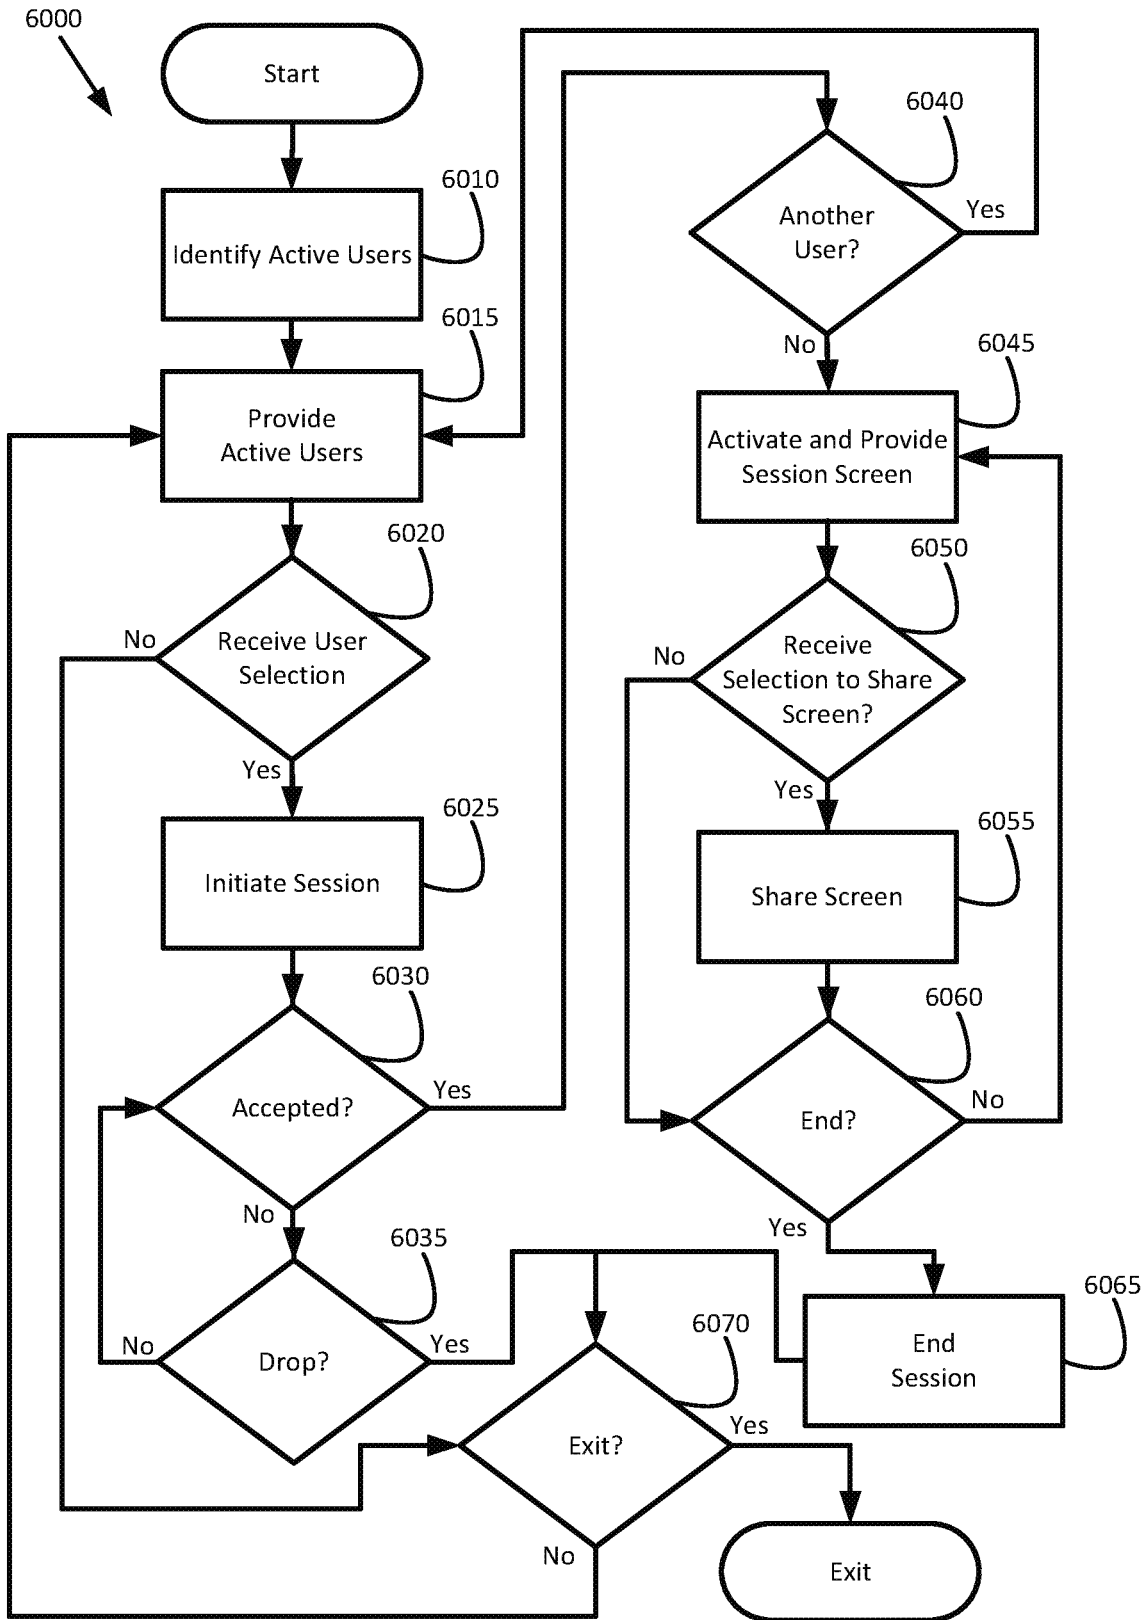 6000
Start
6010
Identify Active Users
6015
Provide
Active Users
6020
No
Receive User
Selection
Yes
6025
Initiate Session
6030
Accepted?
Yes
No
6035
No
Drop?
Yes
6040
Another
User?
Yes
No
6045
Activate and Provide
Session Screen
6050
No
Receive
Selection to Share
Screen?
Yes
6055
Share Screen
6060
End?
No
Yes
6065
End
Session
6070
Exit?
Yes
No
Exit